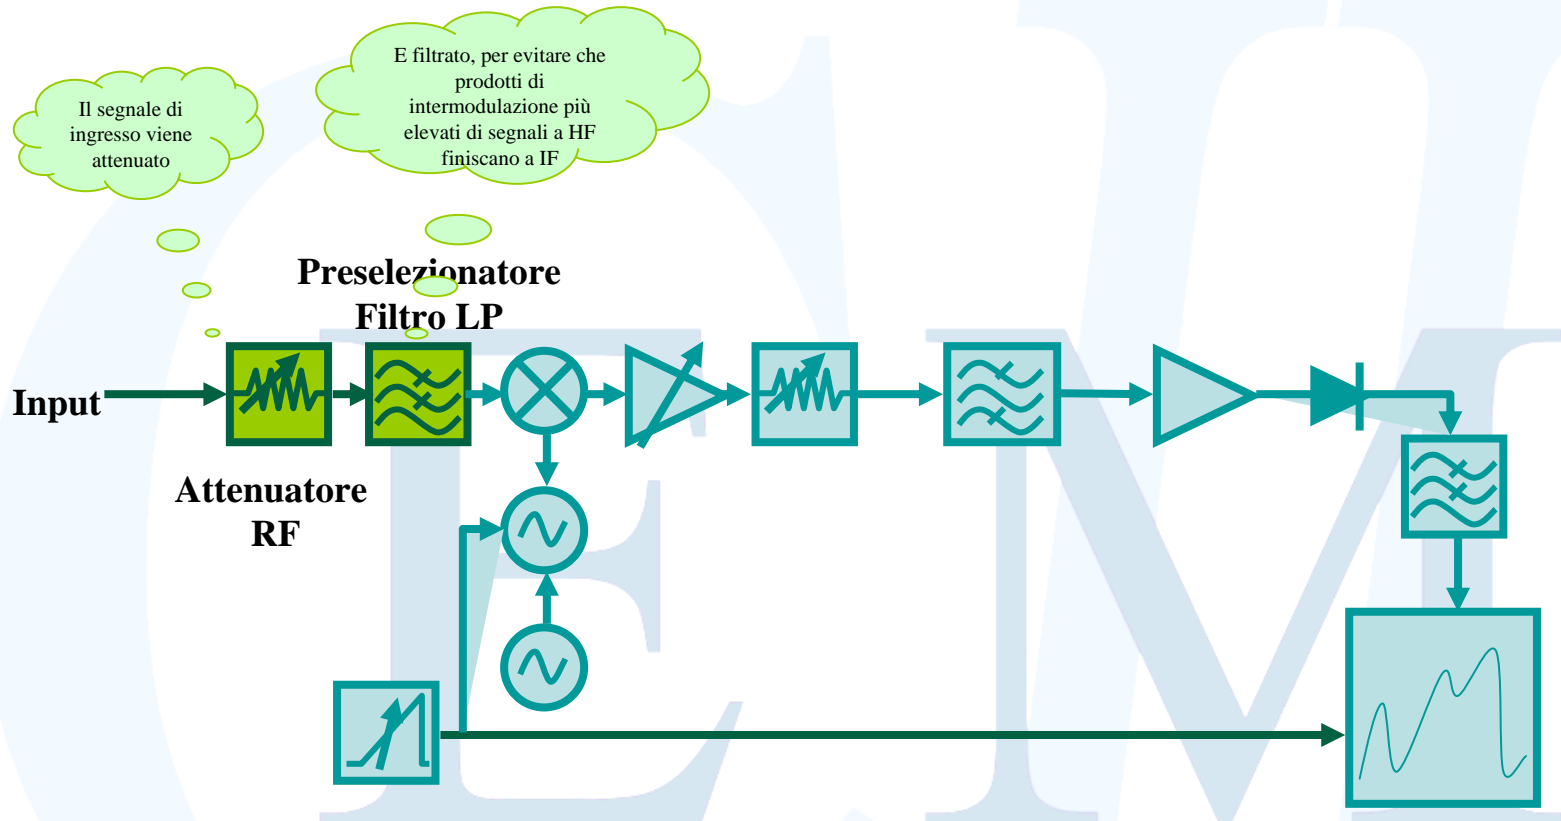 Il segnale di
ingresso viene
attenuato
E filtrato, per evitare che
prodotti di
intermodulazione più
elevati di segnali a HF
finiscano a IF
Preselezionatore
Filtro LP
Input
Attenuatore
RF